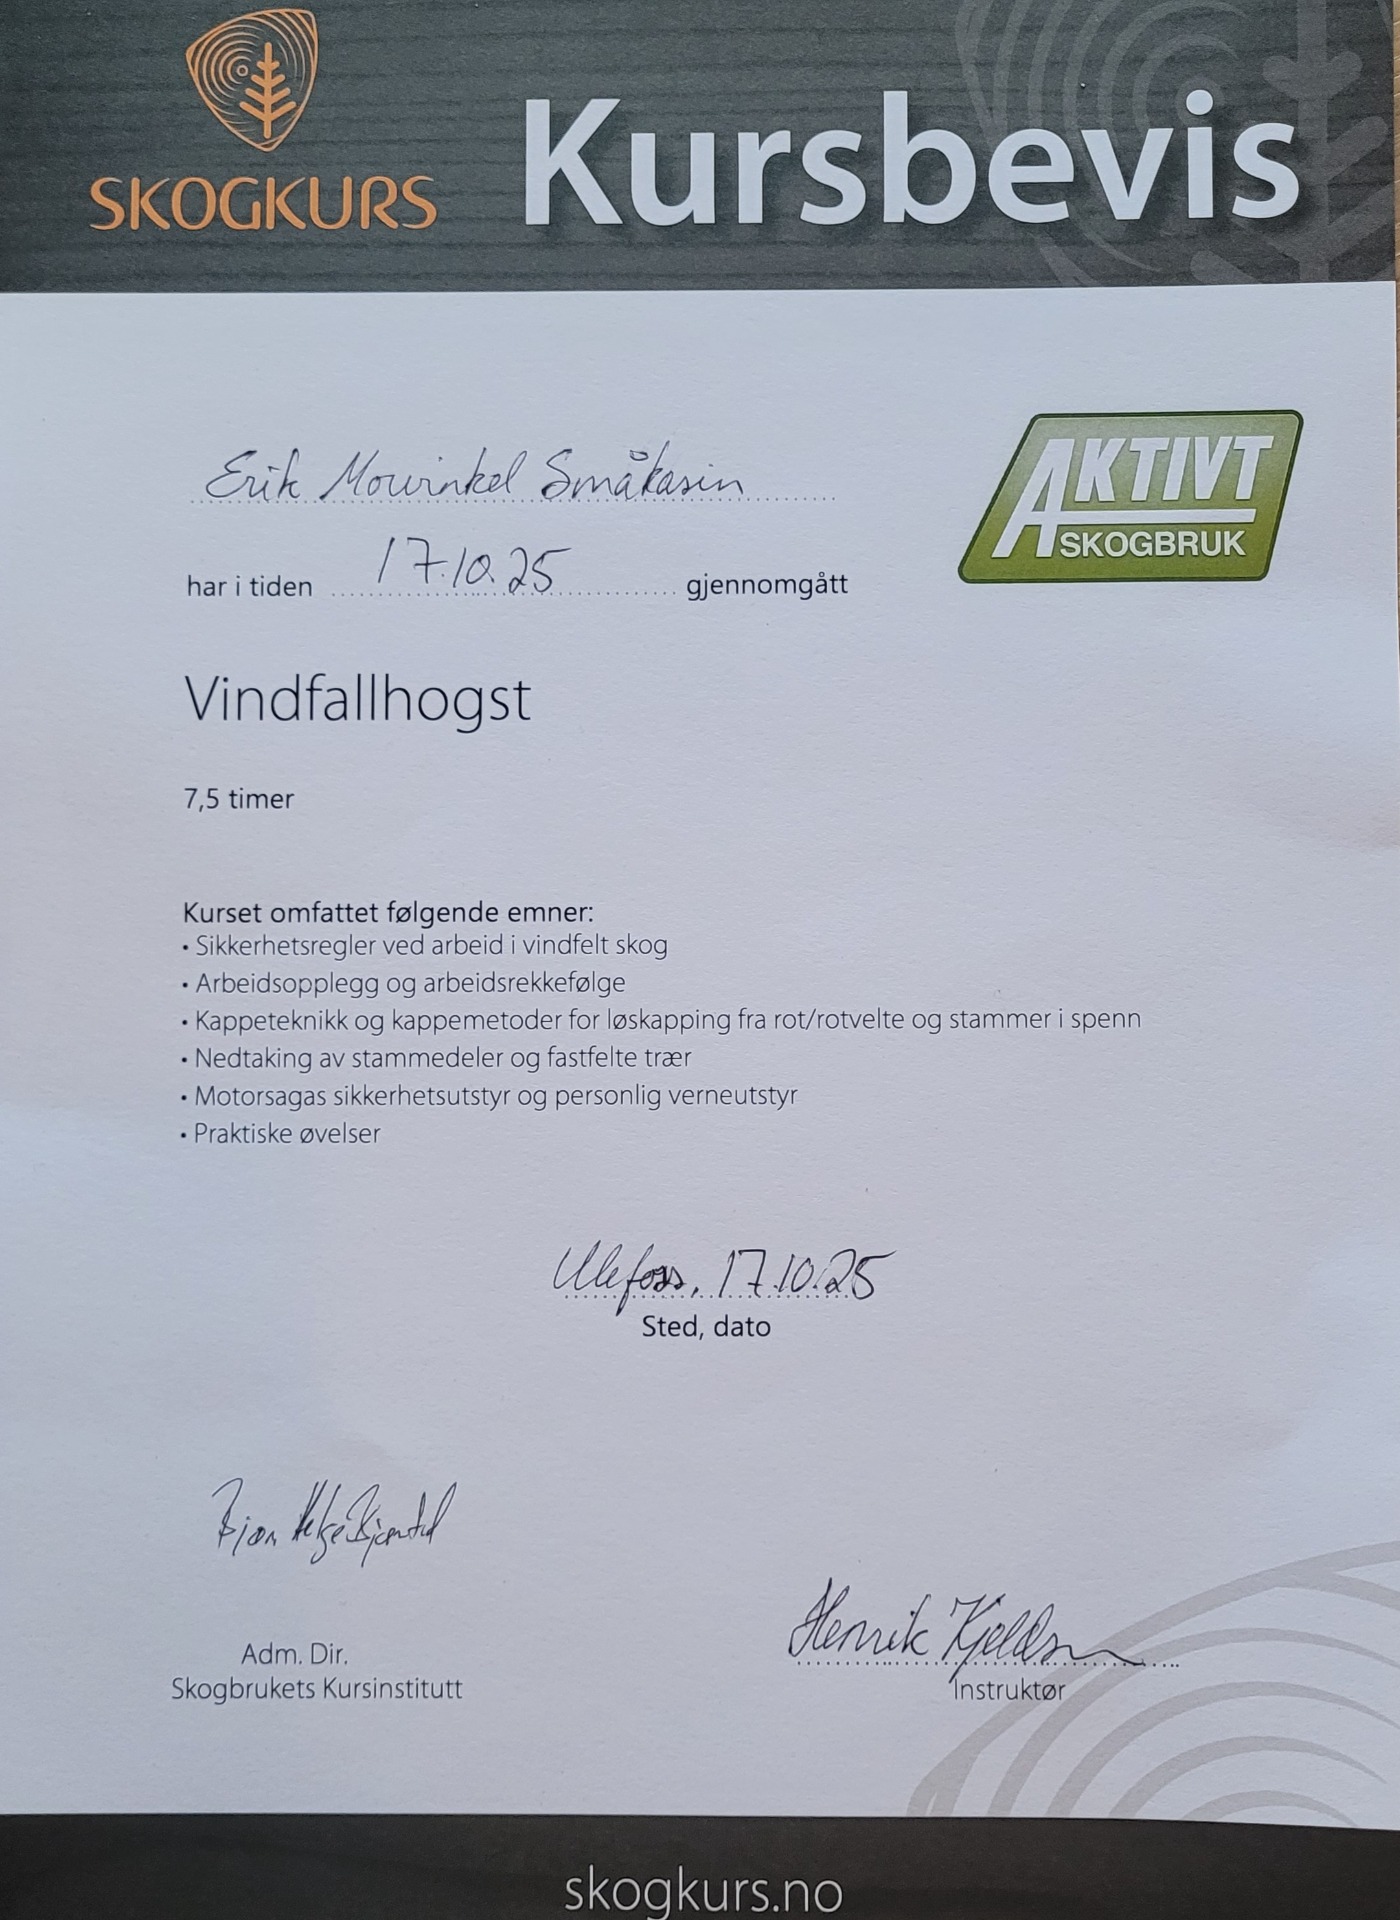 SKOGKURS
Kursbevis
AKTIVT
SKOGBRUK
Erik Mowinkel Småkasin
har i tiden 17.10.25 gjennomgått
Vindfallhogst
7,5 timer
Kurset omfattet følgende emner:
• Sikkerhetsregler ved arbeid i vindfelt skog
• Arbeidsopplegg og arbeidsrekkefølge
• Kappeteknikk og kappemetoder for løskapping fra rot/rotvelte og stammer i spenn
• Nedtaking av stammedeler og fastfelte trær
• Motorsagas sikkerhetsutstyr og personlig verneutstyr
• Praktiske øvelser
Ulefoss, 17.10.25
Sted, dato
Bjørn Helge
Henrik
Adm. Dir.
Skogbrukets Kursinstitutt
Instruktør
skogkurs.no